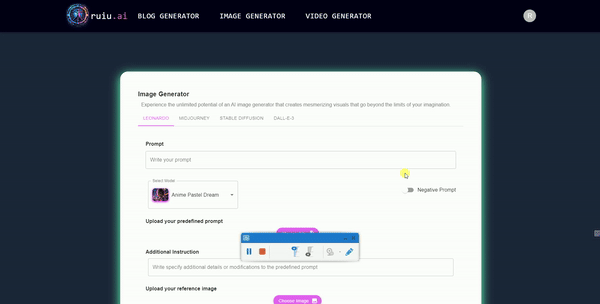 ruiu.ai BLOG GENERATOR IMAGE GENERATOR VIDEO GENERATOR R
Image Generator
Experience the unlimited potential of an AI image generator that creates mesmerizing visuals that go beyond the limits of your imagination.
LEONARDO MIDJOURNEY STABLE DIFFUSION DALL-E-3
Prompt
Write your prompt
Select Model
Anime Pastel Dream
Negative Prompt
Upload your predefined prompt
Additional Instruction
Write specify additional details or modifications to the predefined prompt
Upload your reference image
Choose Image